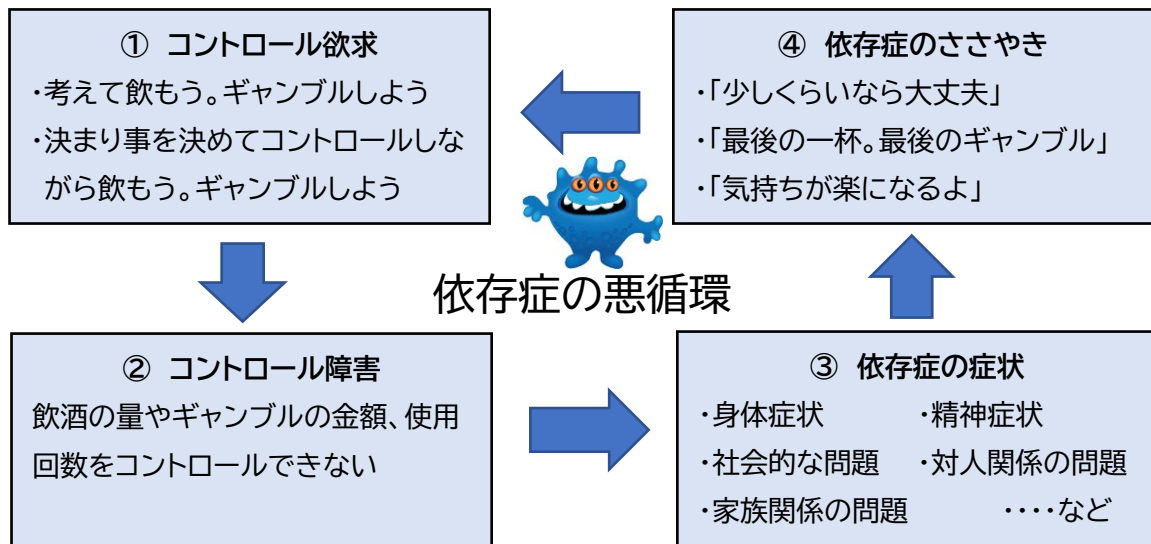 ① コントロール欲求
・考えて飲もう。ギャンブルしよう
・決まり事を決めてコントロールしな
がら飲もう。ギャンブルしよう
④ 依存症のささやき
・「少しくらいなら大丈夫」
・「最後の一杯。最後のギャンブル」
・「気持ちが楽になるよ」
依存症の悪循環
② コントロール障害
飲酒の量やギャンブルの金額、使用
回数をコントロールできない
③ 依存症の症状
・身体症状 ・精神症状
・社会的な問題 ・対人関係の問題
・家族関係の問題 ････など